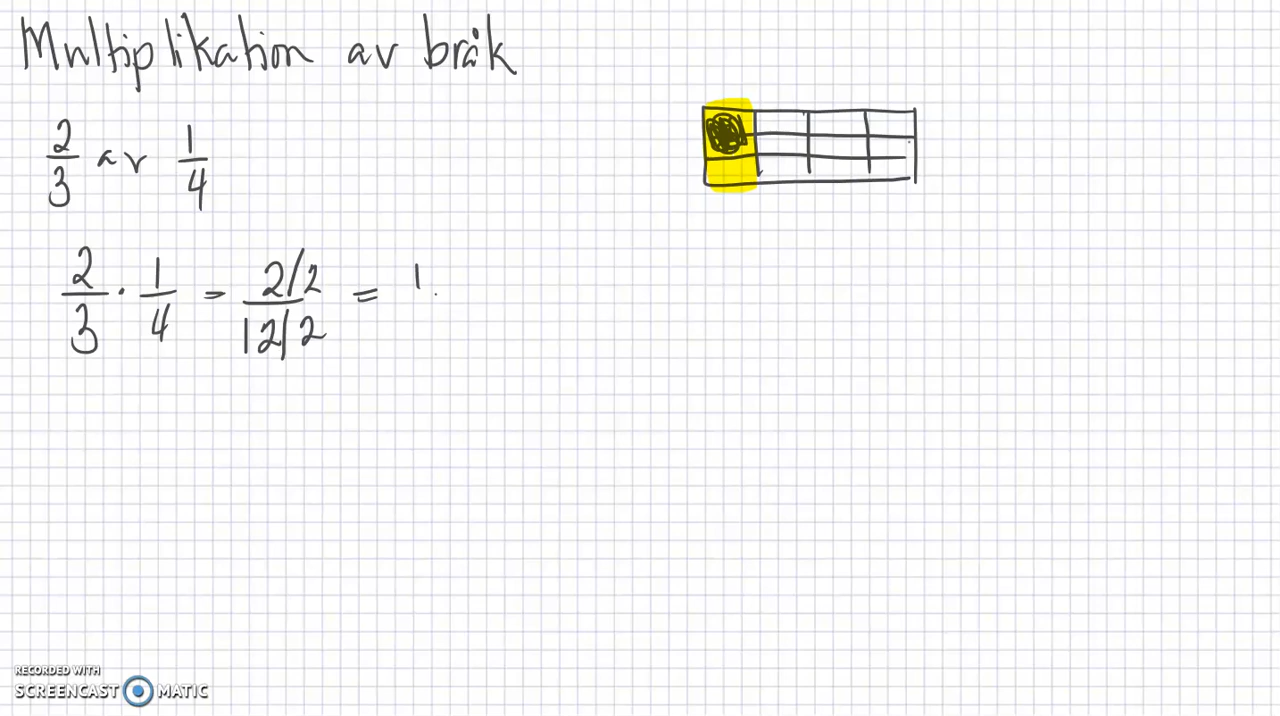 Multiplikation av bråk
2/3 av 1/4
2/3 · 1/4 = 2/2 / 12/2 = 1
RECORDED WITH
SCREENCAST MATIC